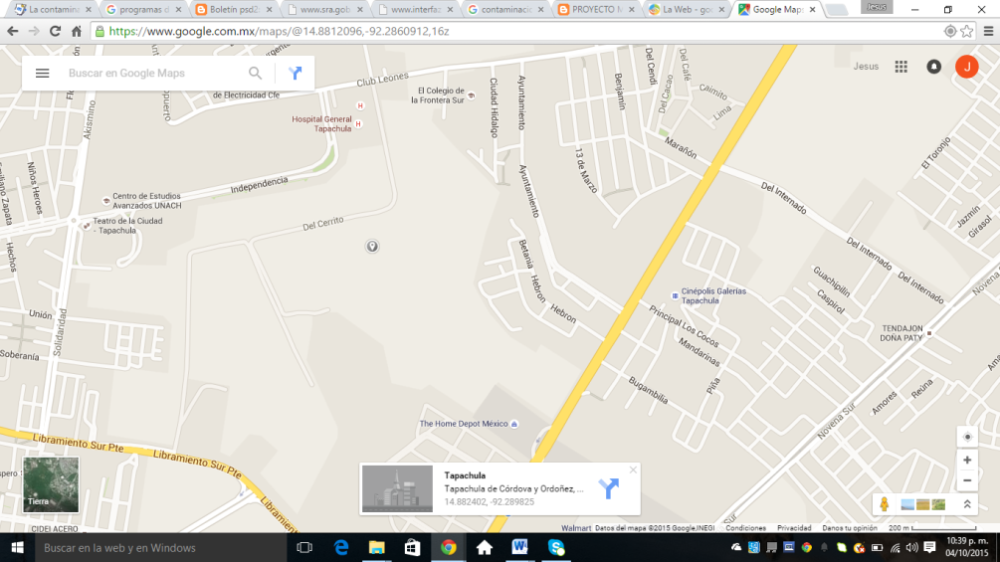 La contamina
programas d
Boletín psd2
www.sra.gob
www.interfaz
contaminaci
PROYECTO M
La Web - goo
Google Maps
Jesus
https://www.google.com.mx/maps/@14.8812096,-92.2860912,16z
Buscar en Google Maps
Jesus
J
de Electricidad Cfe
Club Leones
El Colegio de
la Frontera Sur
Hospital General
Tapachula
H
H
Akismino
Ciudad Hidalgo
Ayuntamiento
Ayuntamiento
Benjamín
Del Cendi
Del Cacao
Del Café
Caimito
Lima
13 de Marzo
Marañón
El Toronjo
Jazmín
Girasol
Emiliano Zapata
Niños Heroes
Independencia
Centro de Estudios
Avanzados UNACH
Teatro de la Ciudad
- Tapachula
Del Cerrito
Del Internado
Del Internado
Del Internado
Novena Sur
Hechos
Betania
Hebron
Hebron
Guachipilin
Caspirol
Cinépolis Galerías
Tapachula
Unión
Solidaridad
Soberanía
Principal Los Cocos
Mandarinas
TENDAJON
DOÑA PATY
Piña
Bugambilia
Amores
Reúna
Novena Sur
The Home Depot México
Libramiento Sur Pte
Libramiento Sur Pte
Tierra
CIDEI ACERO
Tapachula
Tapachula de Córdova y Ordoñez, ...
14.882402, -92.289825
Walmart
Datos del mapa ©2015 Google,INEGI
Condiciones
Privacidad
Danos tu opinión
200 m
Buscar en la web y en Windows
10:39 p. m.
04/10/2015